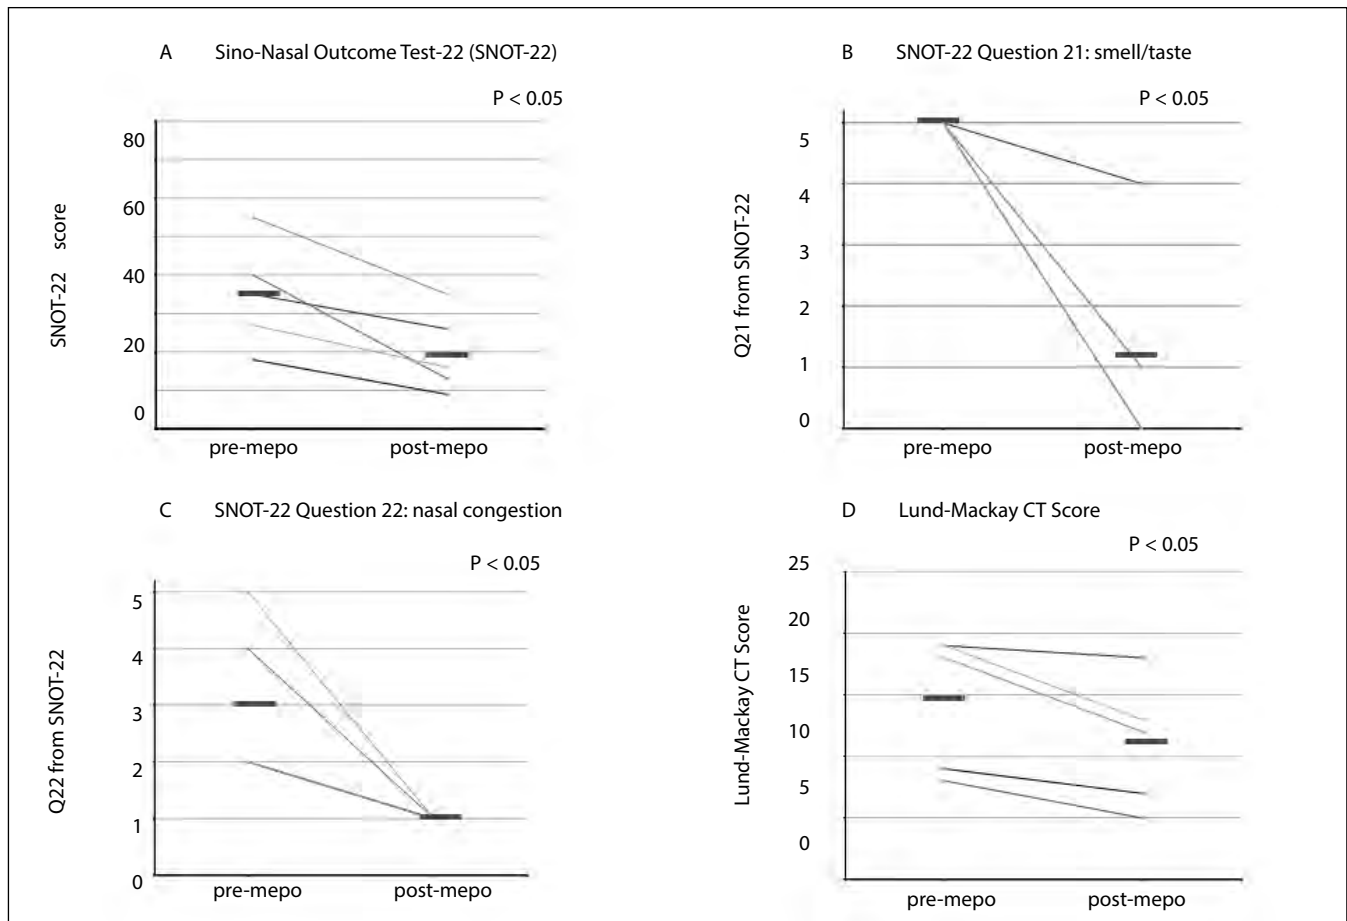 A Sino-Nasal Outcome Test-22 (SNOT-22)
P < 0.05
80
60
40
20
0
SNOT-22 score
pre-mepo post-mepo
B SNOT-22 Question 21: smell/taste
P < 0.05
5
4
3
2
1
0
Q21 from SNOT-22
pre-mepo post-mepo
C SNOT-22 Question 22: nasal congestion
P < 0.05
5
4
3
2
1
0
Q22 from SNOT-22
pre-mepo post-mepo
D Lund-Mackay CT Score
P < 0.05
25
20
15
10
5
0
Lund-Mackay CT Score
pre-mepo post-mepo